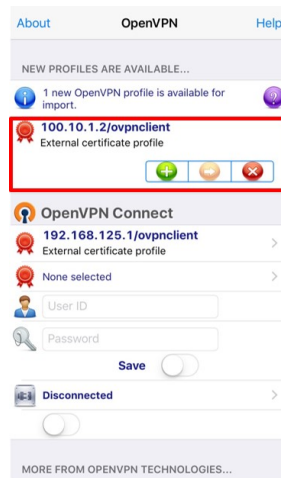 About OpenVPN Help
NEW PROFILES ARE AVAILABLE...
1 new OpenVPN profile is available for
import.
100.10.1.2/ovpnclient
External certificate profile
OpenVPN Connect
192.168.125.1/ovpnclient
External certificate profile
None selected
User ID
Password
Save
Disconnected
MORE FROM OPENVPN TECHNOLOGIES...